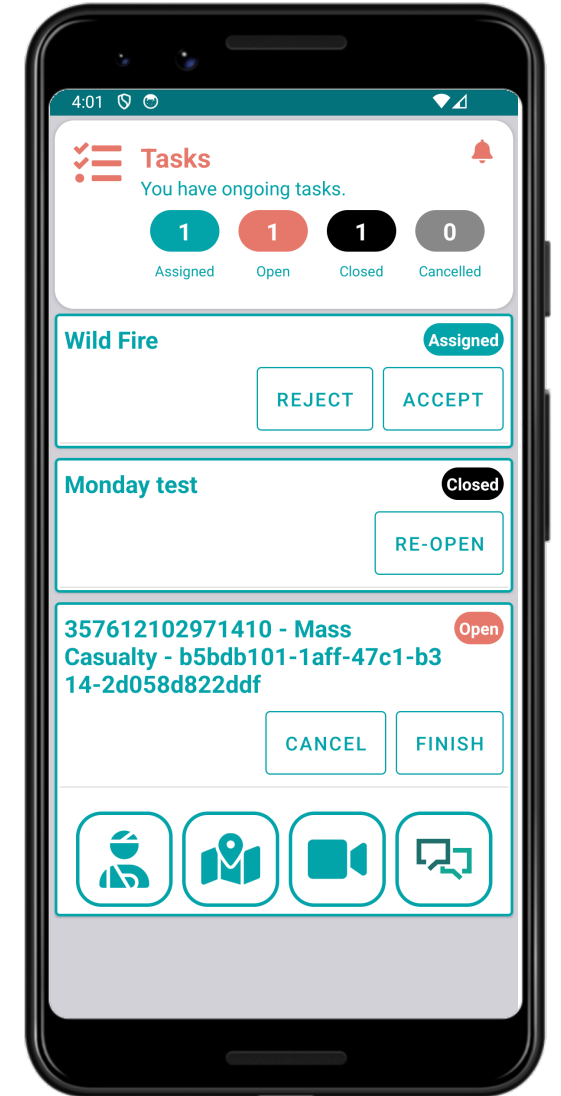 4:01
Tasks
You have ongoing tasks.
1 1 1 0
Assigned Open Closed Cancelled
Wild Fire Assigned
REJECT ACCEPT
Monday test Closed
RE-OPEN
357612102971410 - Mass Open
Casualty - b5bdb101-1aff-47c1-b3
14-2d058d822ddf
CANCEL FINISH